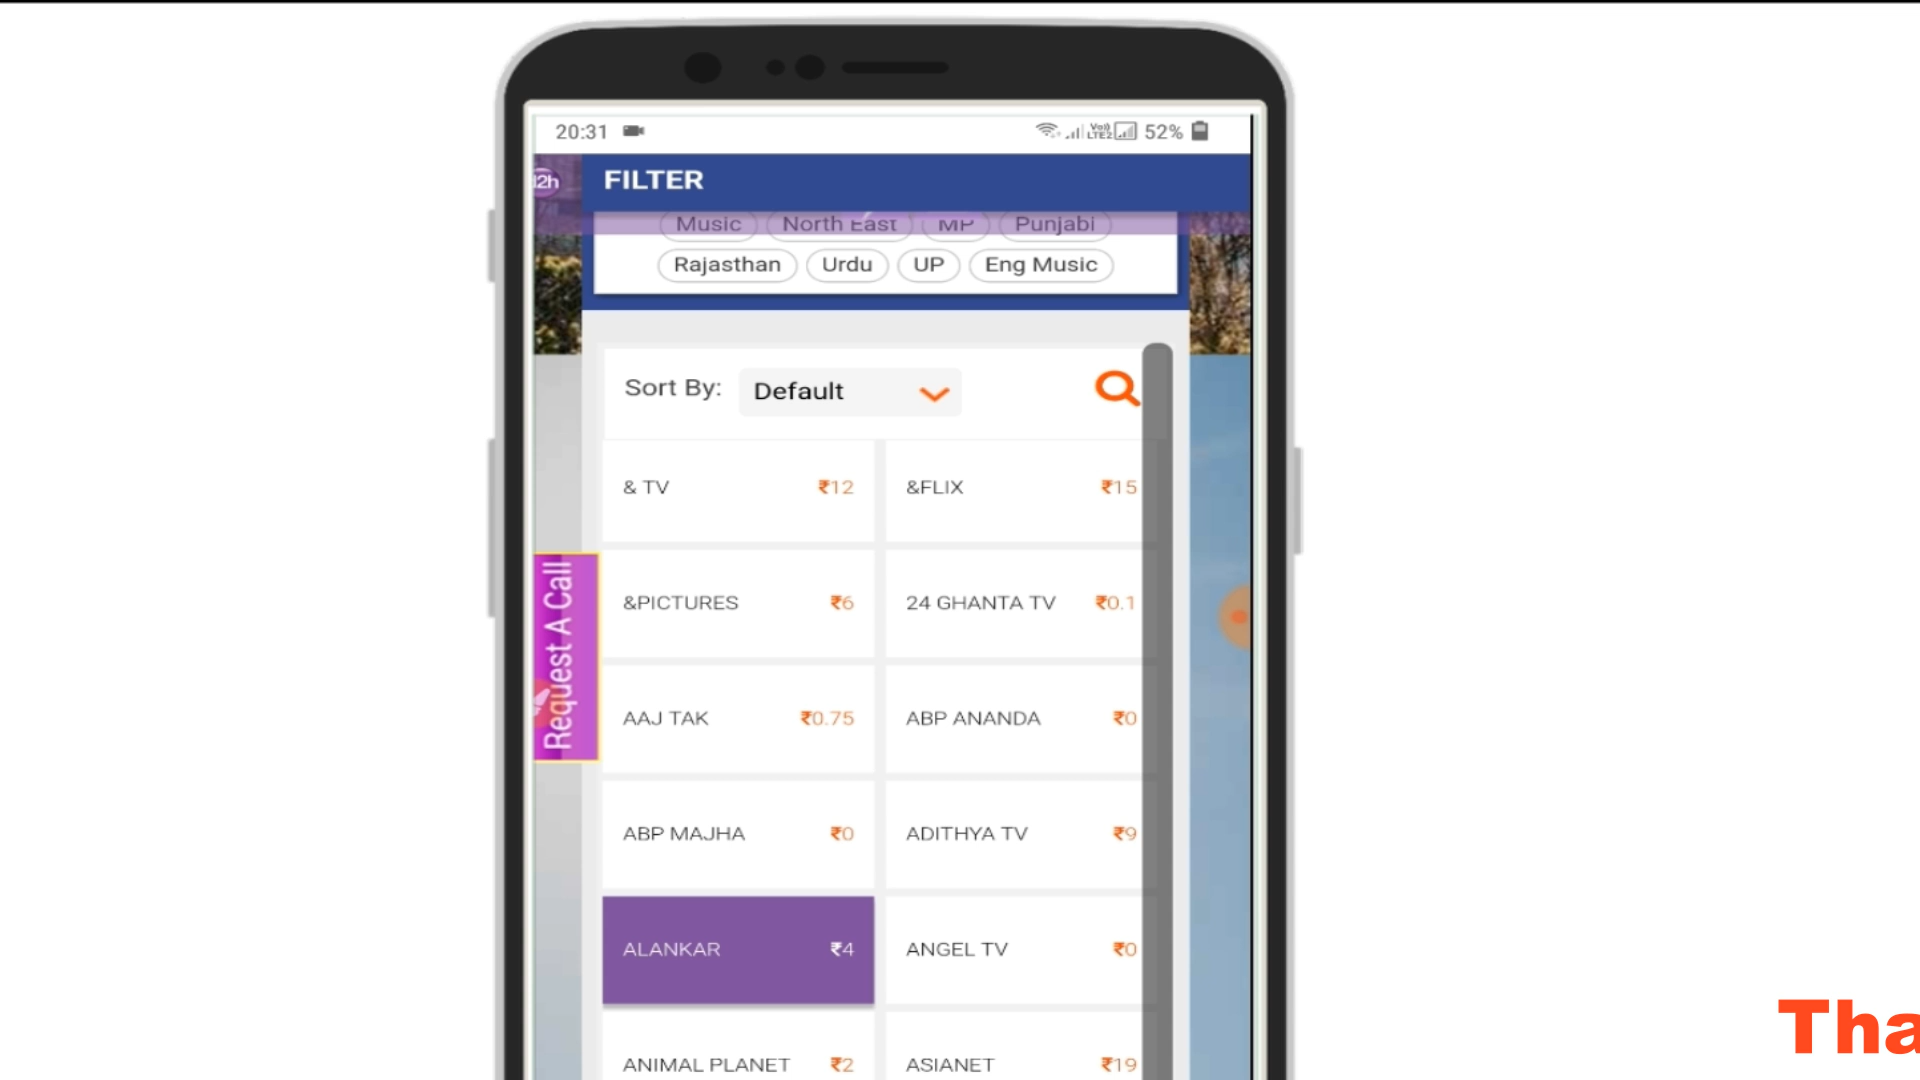 20:31 52%
12h FILTER
Music North East MP Punjabi
Rajasthan Urdu UP Eng Music
Sort By: Default
& TV ₹12 &FLIX ₹15
&PICTURES ₹6 24 GHANTA TV ₹0.1
AAJ TAK ₹0.75 ABP ANANDA ₹0
ABP MAJHA ₹0 ADITHYA TV ₹9
ALANKAR ₹4 ANGEL TV ₹0
ANIMAL PLANET ₹2 ASIANET ₹19
Request A Call
Tha